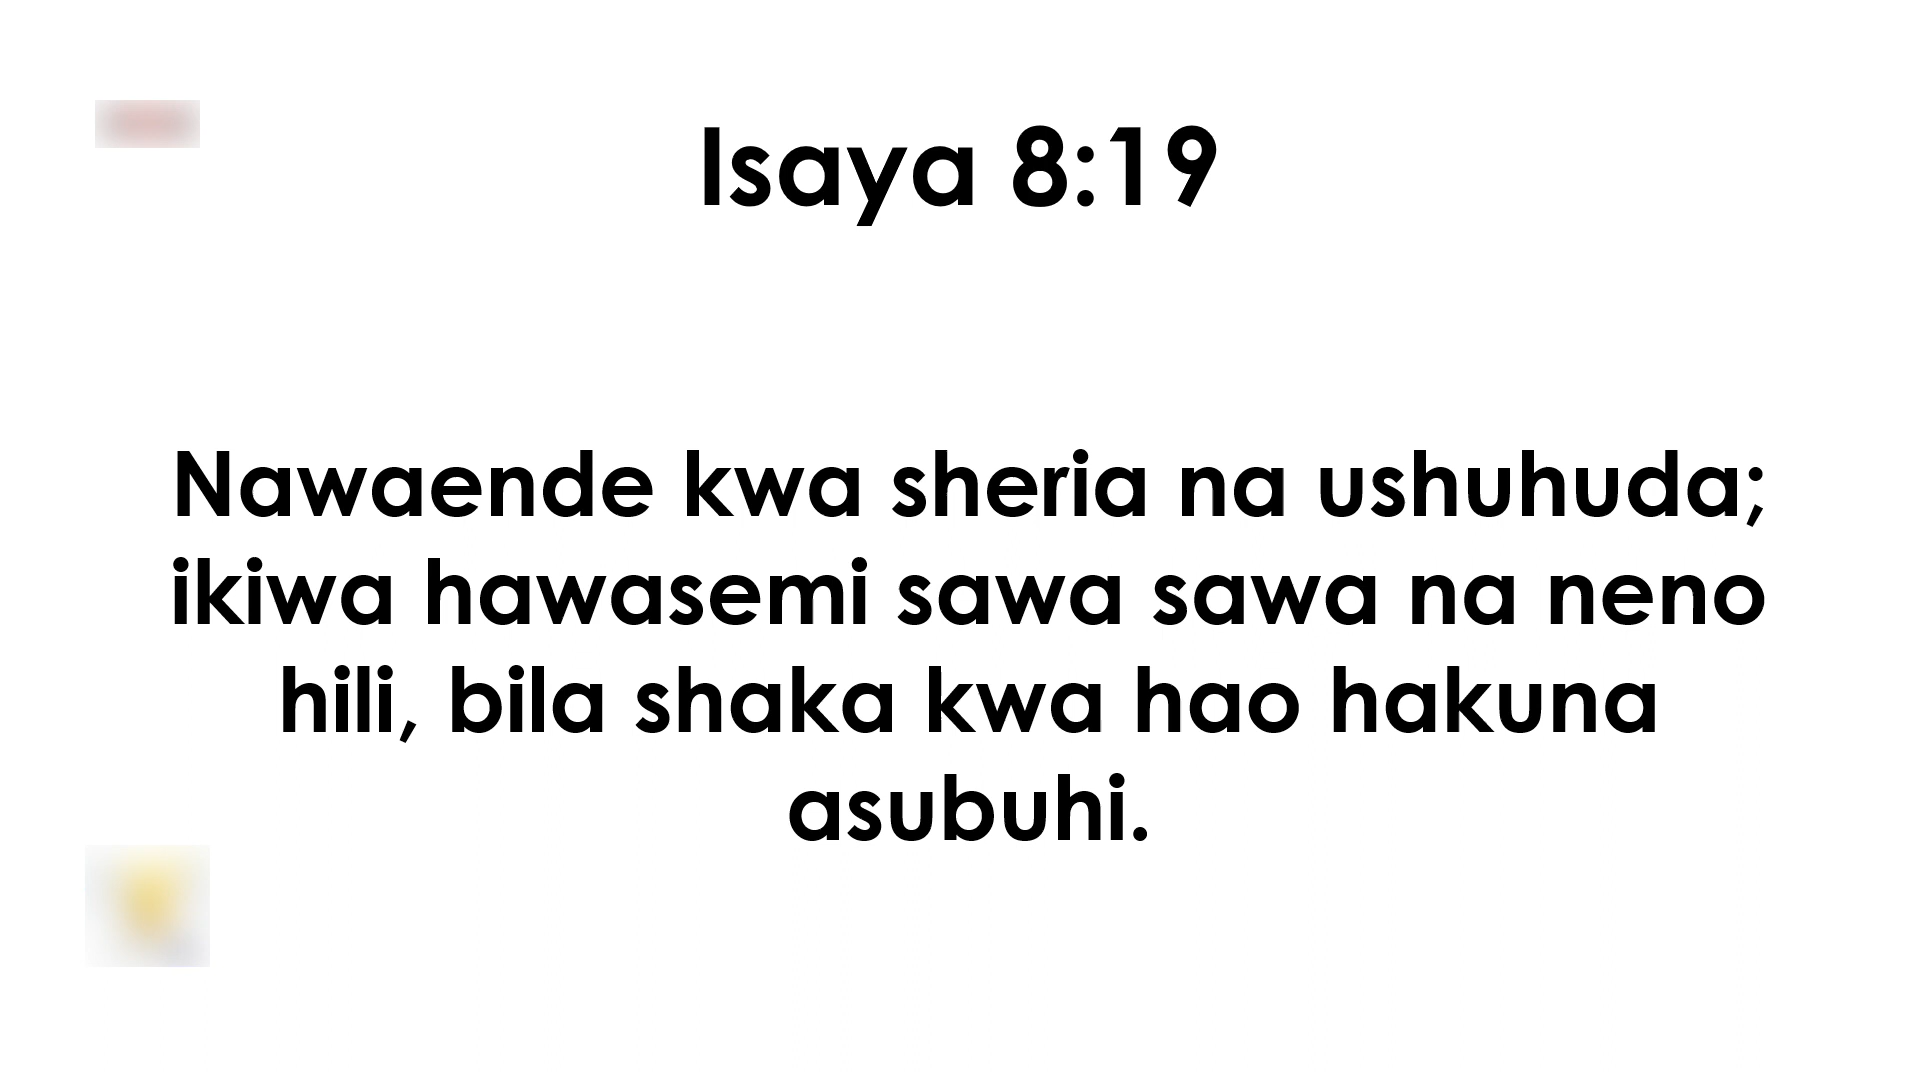 Isaya 8:19
Nawaende kwa sheria na ushuhuda;
ikiwa hawasemi sawa sawa na neno
hili, bila shaka kwa hao hakuna
asubuhi.